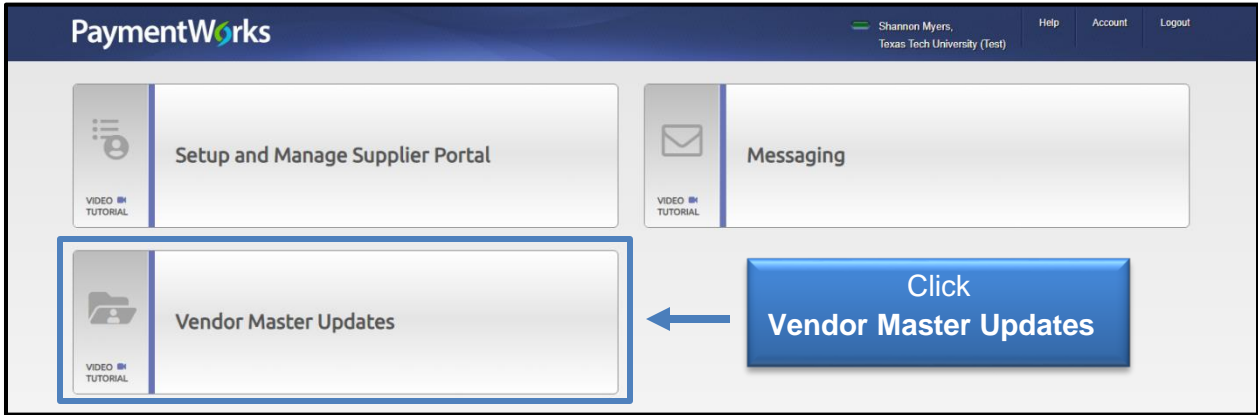 PaymentWorks
Shannon Myers,
Texas Tech University (Test)
Help
Account
Logout
Setup and Manage Supplier Portal
VIDEO
TUTORIAL
Messaging
VIDEO
TUTORIAL
Vendor Master Updates
VIDEO
TUTORIAL
Click
Vendor Master Updates